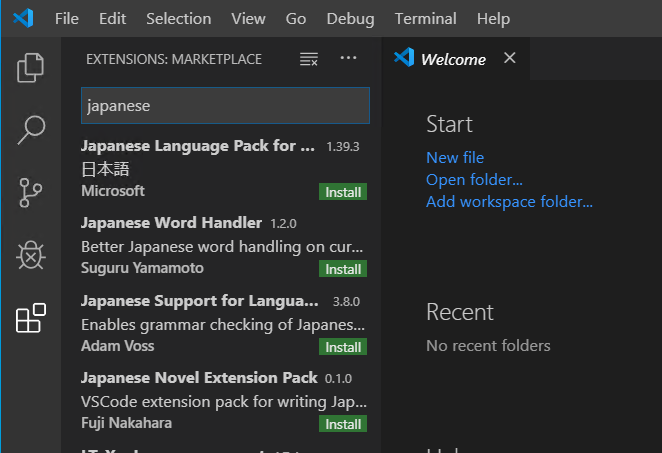 File Edit Selection View Go Debug Terminal Help
EXTENSIONS: MARKETPLACE
japanese
Japanese Language Pack for ... 1.39.3
日本語
Microsoft Install
Japanese Word Handler 1.2.0
Better Japanese word handling on cur...
Suguru Yamamoto Install
Japanese Support for Langua... 3.8.0
Enables grammar checking of Japanes...
Adam Voss Install
Japanese Novel Extension Pack 0.1.0
VSCode extension pack for writing Jap...
Fuji Nakahara Install
Welcome
Start
New file
Open folder...
Add workspace folder...
Recent
No recent folders